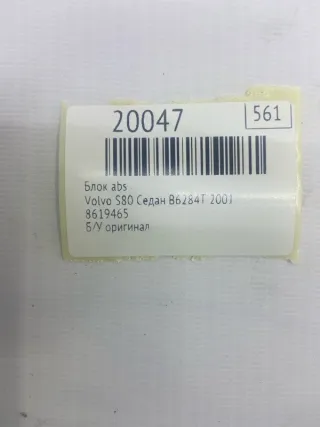 20047
561
Блок abs
Volvo S80 Седан B6284T 2001
8619465
Б/У оригинал